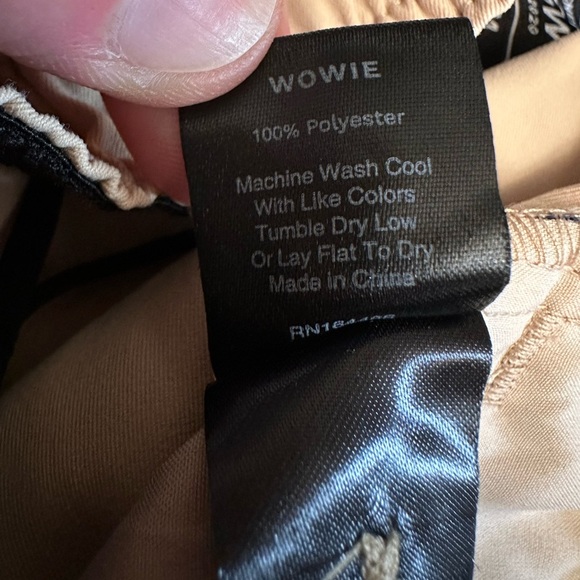 WOWIE
100% Polyester
Machine Wash Cool
With Like Colors
Tumble Dry Low
Or Lay Flat To Dry
Made in China